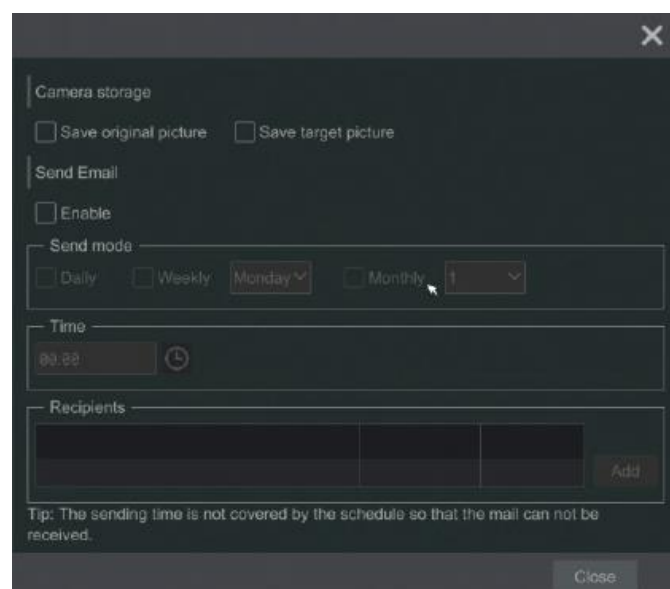 Camera storage
Save original picture Save target picture
Send Email
Enable
Send mode
Daily Weekly Monday Monthly 1
Time
00:00
Recipients
Add
Tip: The sending time is not covered by the schedule so that the mail can not be
received.
Close